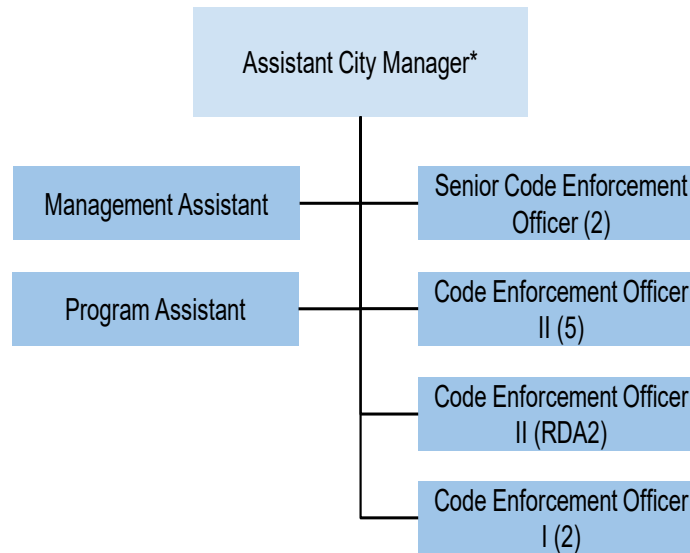 Assistant City Manager*
Management Assistant
Senior Code Enforcement
Officer (2)
Program Assistant
Code Enforcement Officer
II (5)
Code Enforcement Officer
II (RDA2)
Code Enforcement Officer
I (2)